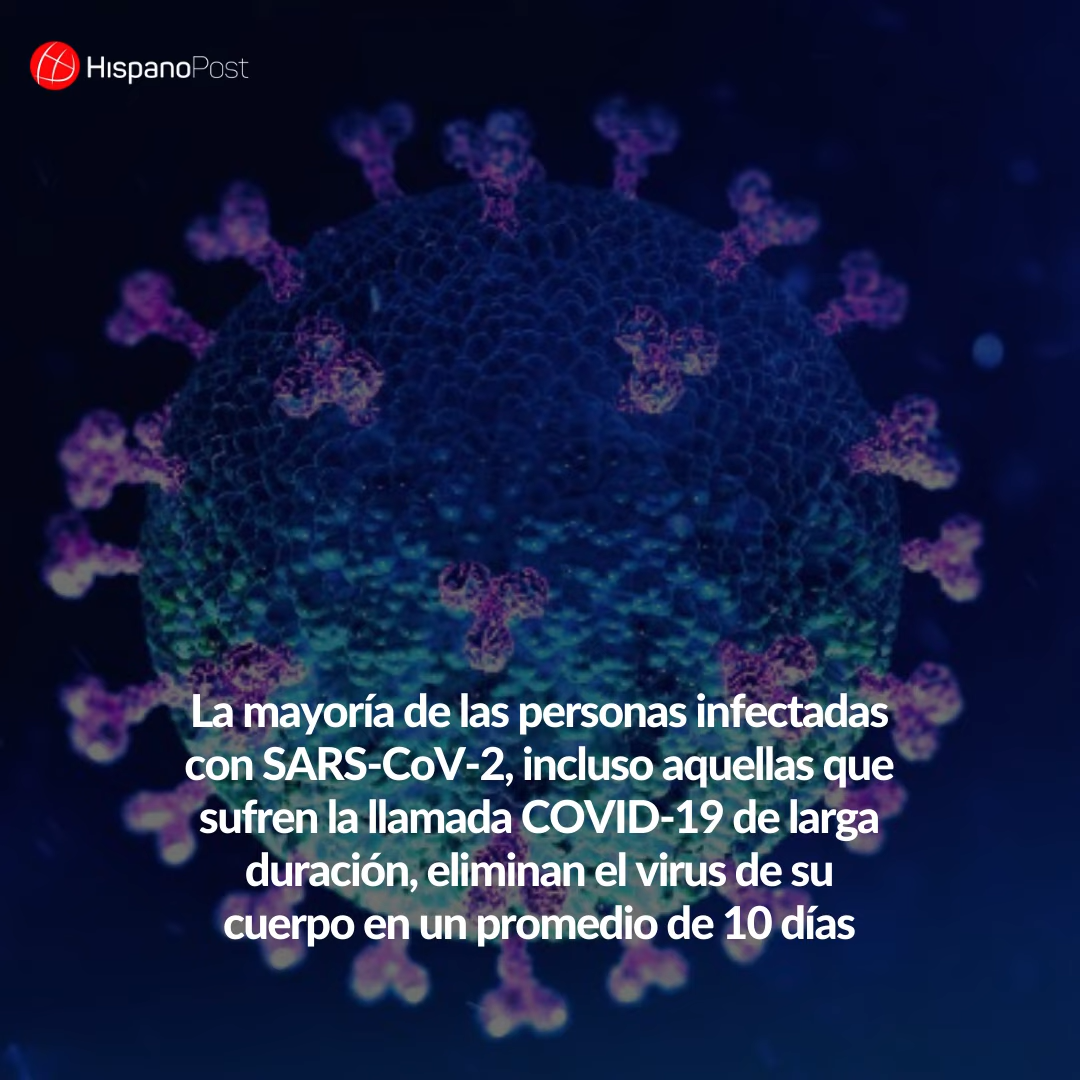 HispanoPost
La mayoría de las personas infectadas
con SARS-CoV-2, incluso aquellas que
sufren la llamada COVID-19 de larga
duración, eliminan el virus de su
cuerpo en un promedio de 10 días